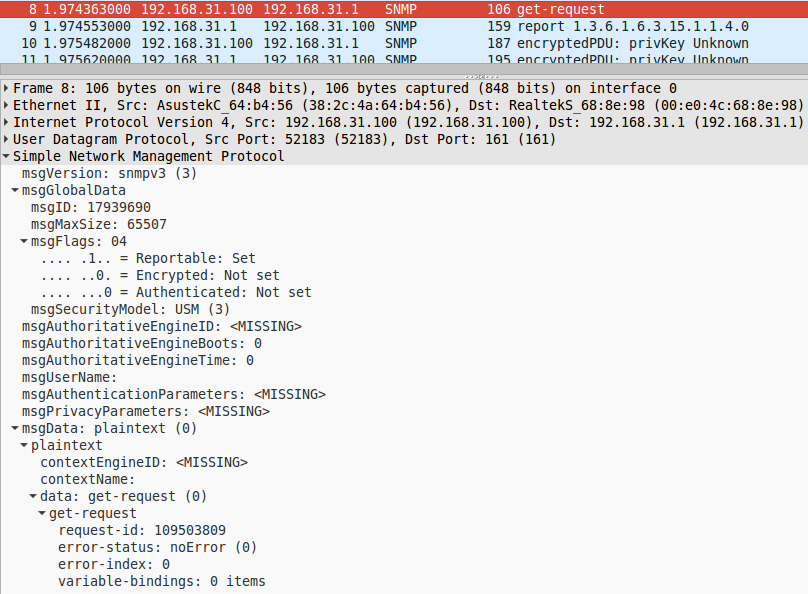 8 1.974363000 192.168.31.100 192.168.31.1 SNMP 106 get-request
9 1.974553000 192.168.31.1 192.168.31.100 SNMP 159 report 1.3.6.1.6.3.15.1.1.4.0
10 1.975482000 192.168.31.100 192.168.31.1 SNMP 187 encryptedPDU: privKey Unknown
11 1.975620000 192.168.31.1 192.168.31.100 SNMP 195 encryptedPDU: privKey Unknown
Frame 8: 106 bytes on wire (848 bits), 106 bytes captured (848 bits) on interface 0
Ethernet II, Src: AsustekC_64:b4:56 (38:2c:4a:64:b4:56), Dst: RealtekS_68:8e:98 (00:e0:4c:68:8e:98)
Internet Protocol Version 4, Src: 192.168.31.100 (192.168.31.100), Dst: 192.168.31.1 (192.168.31.1)
User Datagram Protocol, Src Port: 52183 (52183), Dst Port: 161 (161)
Simple Network Management Protocol
msgVersion: snmpv3 (3)
msgGlobalData
msgID: 17939690
msgMaxSize: 65507
msgFlags: 04
.... .1.. = Reportable: Set
.... ..0. = Encrypted: Not set
.... ...0 = Authenticated: Not set
msgSecurityModel: USM (3)
msgAuthoritativeEngineID: <MISSING>
msgAuthoritativeEngineBoots: 0
msgAuthoritativeEngineTime: 0
msgUserName:
msgAuthenticationParameters: <MISSING>
msgPrivacyParameters: <MISSING>
msgData: plaintext (0)
plaintext
contextEngineID: <MISSING>
contextName:
data: get-request (0)
get-request
request-id: 109503809
error-status: noError (0)
error-index: 0
variable-bindings: 0 items